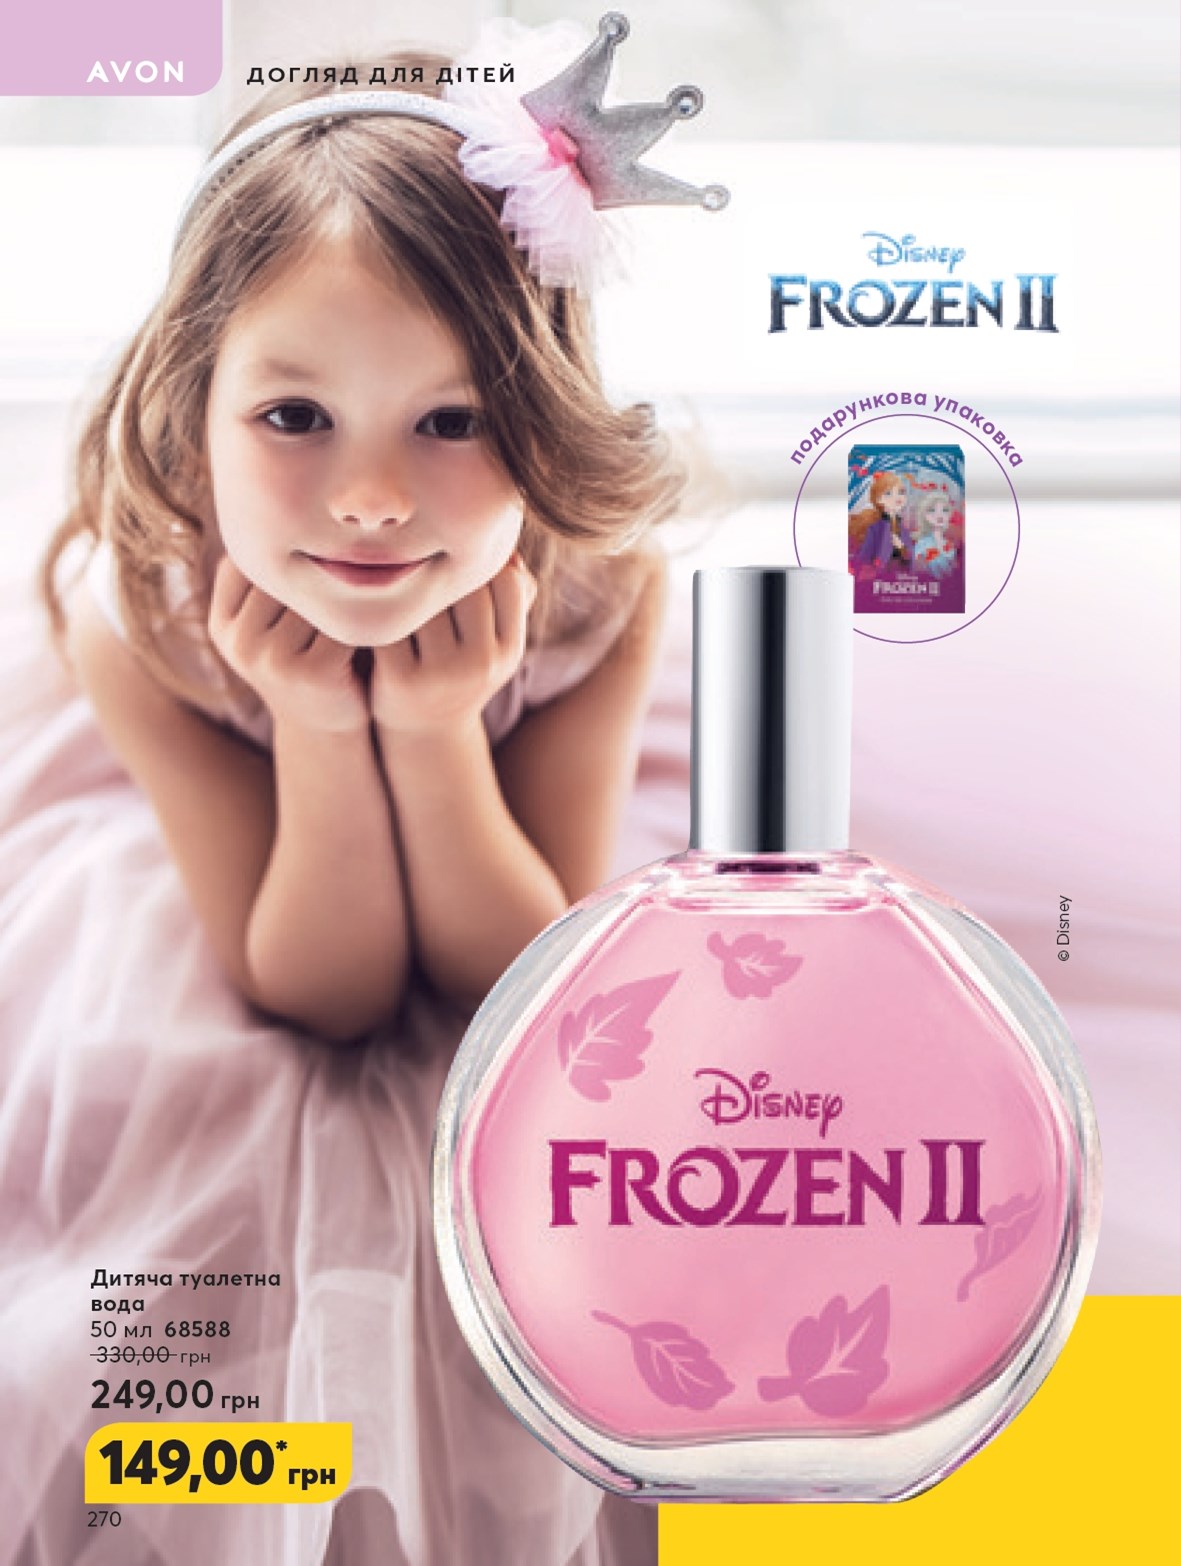 AVON
ДОГЛЯД ДЛЯ ДІТЕЙ
Disney
FROZEN II
подарункова упаковка
Disney
FROZEN II
© Disney
Disney
FROZEN II
Дитяча туалетна
вода
50 мл 68588
330,00 грн
249,00 грн
149,00* грн
270